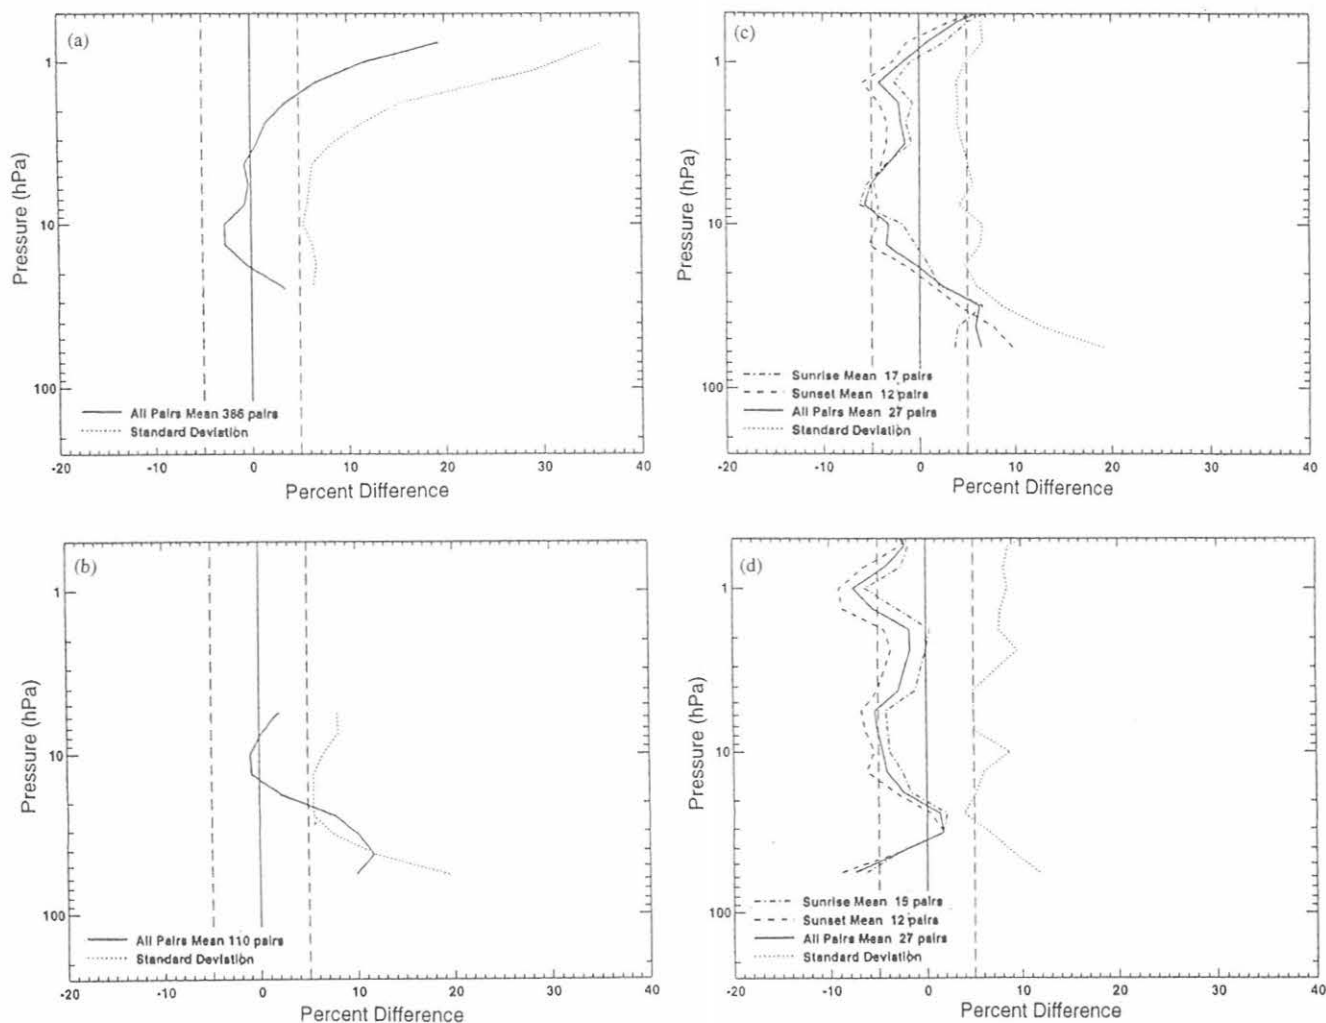 (a)
1
10
100
Pressure (hPa)
All Pairs Mean 386 pairs
Standard Deviation
-20 -10 0 10 20 30 40
Percent Difference
(c)
1
10
100
Pressure (hPa)
Sunrise Mean 17 pairs
Sunset Mean 12 pairs
All Pairs Mean 27 pairs
Standard Deviation
-20 -10 0 10 20 30 40
Percent Difference
(b)
1
10
100
Pressure (hPa)
All Pairs Mean 110 pairs
Standard Deviation
-20 -10 0 10 20 30 40
Percent Difference
(d)
1
10
100
Pressure (hPa)
Sunrise Mean 15 pairs
Sunset Mean 12 pairs
All Pairs Mean 27 pairs
Standard Deviation
-20 -10 0 10 20 30 40
Percent Difference